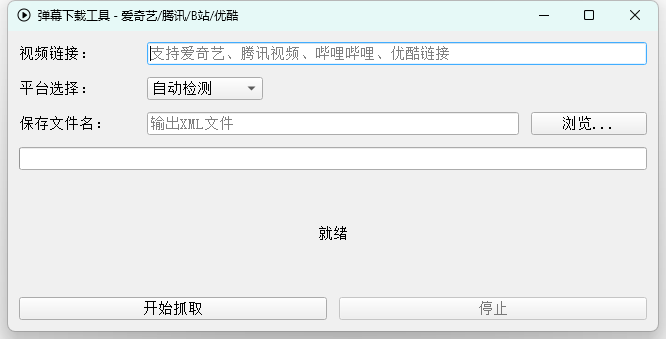 弹幕下载工具 - 爱奇艺/腾讯/B站/优酷
视频链接： 支持爱奇艺、腾讯视频、哔哩哔哩、优酷链接
平台选择： 自动检测
保存文件名： 输出XML文件 浏览...
就绪
开始抓取 停止